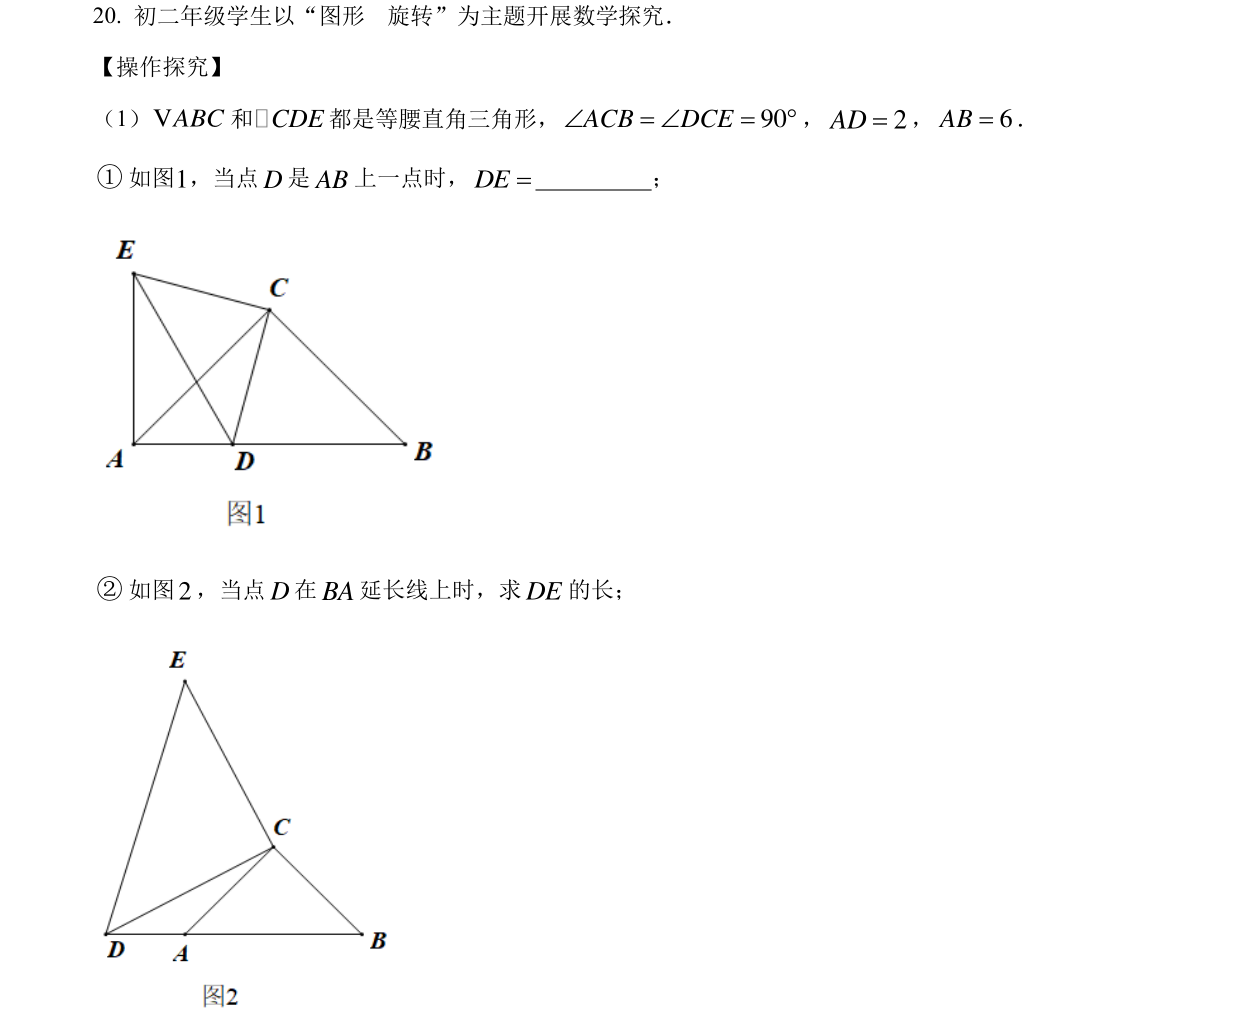 20. 初二年级学生以“图形　旋转”为主题开展数学探究．
【操作探究】
（1）VABC 和□CDE 都是等腰直角三角形，∠ACB = ∠DCE = 90°，AD = 2，AB = 6．
① 如图1，当点 D 是 AB 上一点时，DE = __________；
E
C
A
D
B
图1
② 如图 2，当点 D 在 BA 延长线上时，求 DE 的长；
E
C
D
A
B
图2